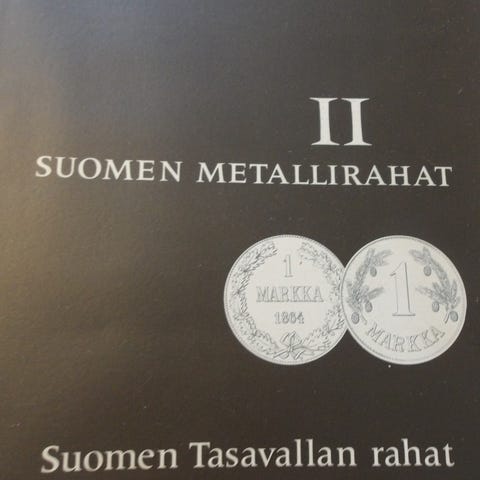 II
SUOMEN METALLIRAHAT
1
MARKKA
1864
1
MARKKA
Suomen Tasavallan rahat